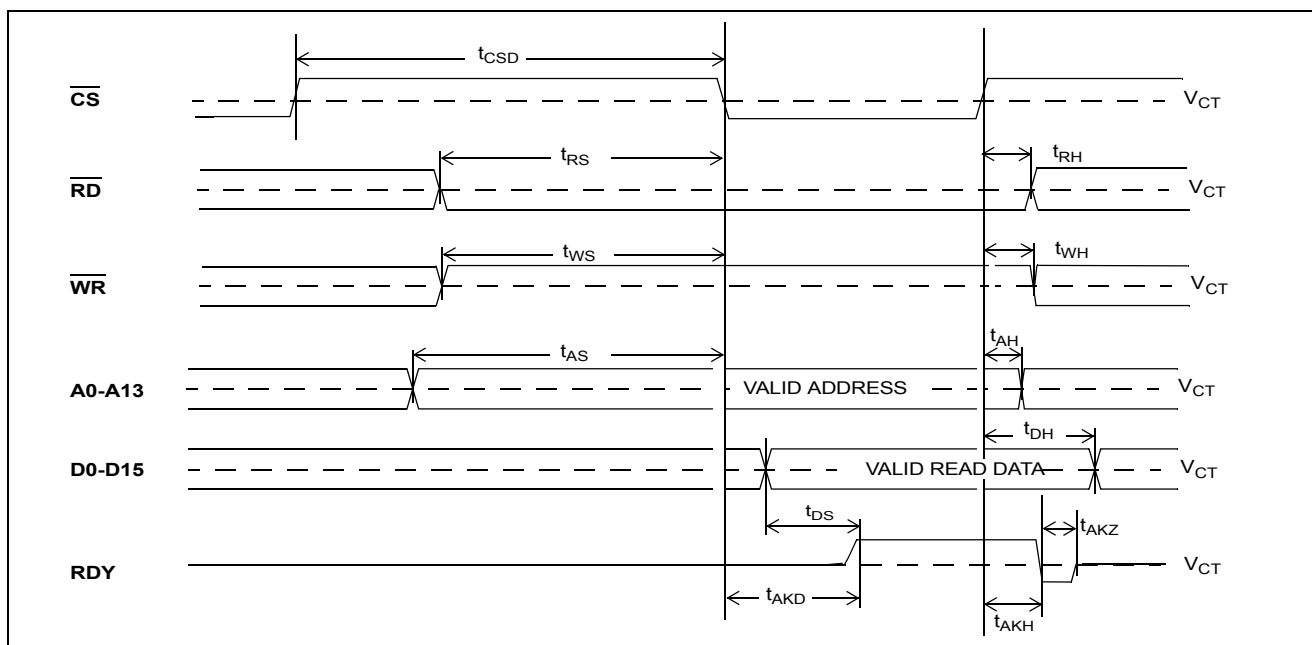 tCSD
CS VCT
tRS tRH
RD VCT
tWS tWH
WR VCT
tAS tAH
A0-A13 VALID ADDRESS VCT
tDH
D0-D15 VALID READ DATA VCT
tDS tAKZ
RDY VCT
tAKD tAKH